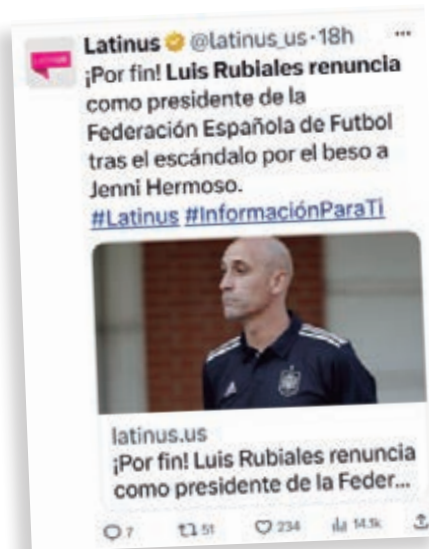 Latinus @latinus_us·18h ...
¡Por fin! Luis Rubiales renuncia
como presidente de la
Federación Española de Futbol
tras el escándalo por el beso a
Jenni Hermoso.
#Latinus #InformaciónParaTi
latinus.us
¡Por fin! Luis Rubiales renuncia
como presidente de la Feder...
7 51 234 14.1k